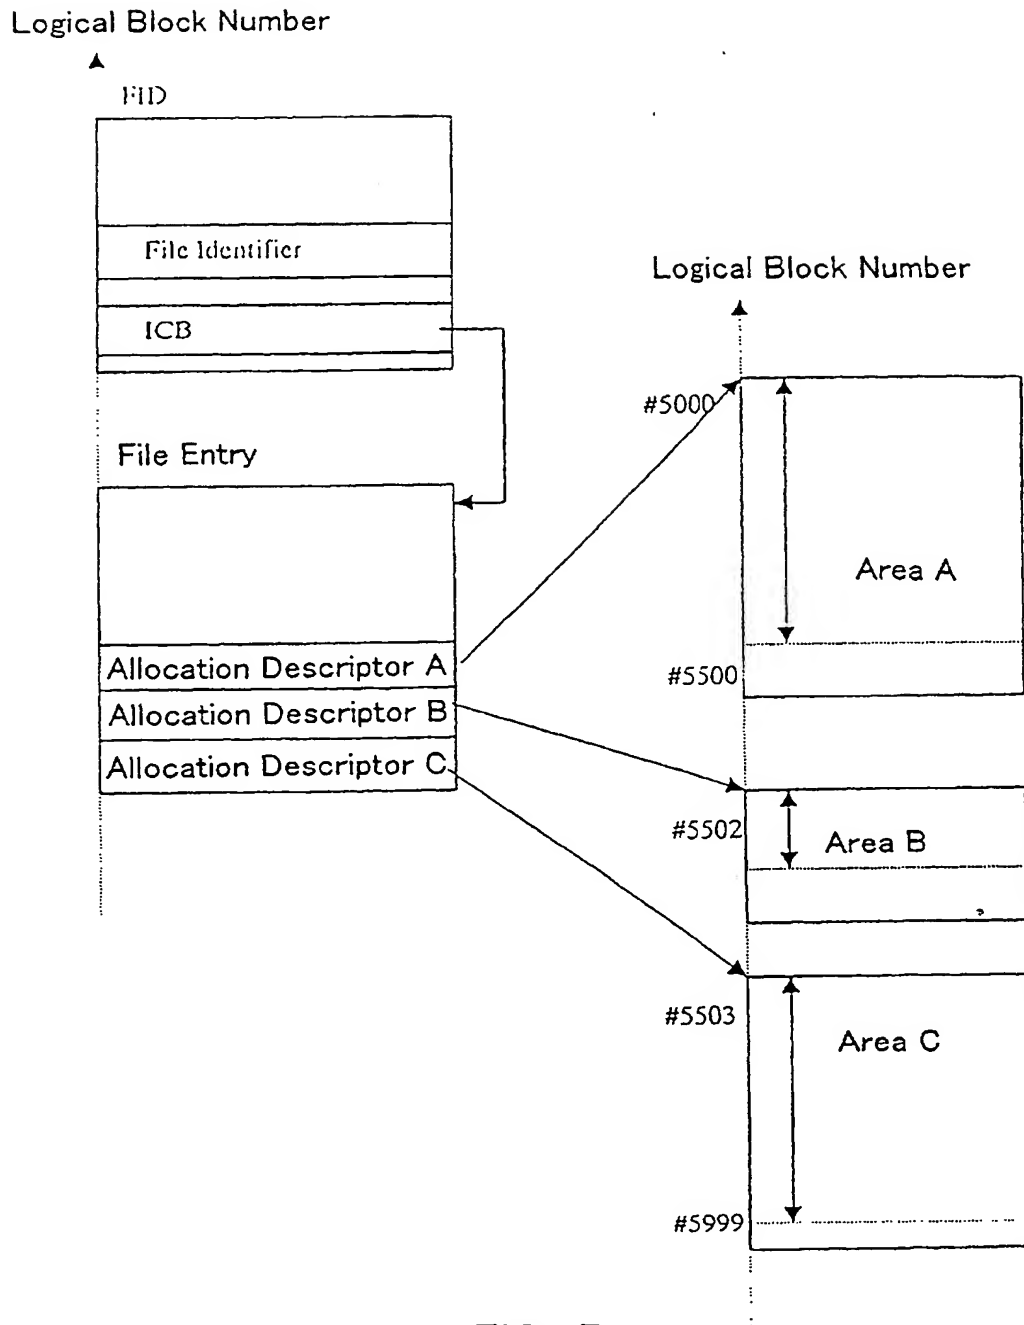 Logical Block Number
FID
File Identifier
ICB
File Entry
Allocation Descriptor A
Allocation Descriptor B
Allocation Descriptor C
Logical Block Number
#5000
Area A
#5500
#5502
Area B
#5503
Area C
#5999